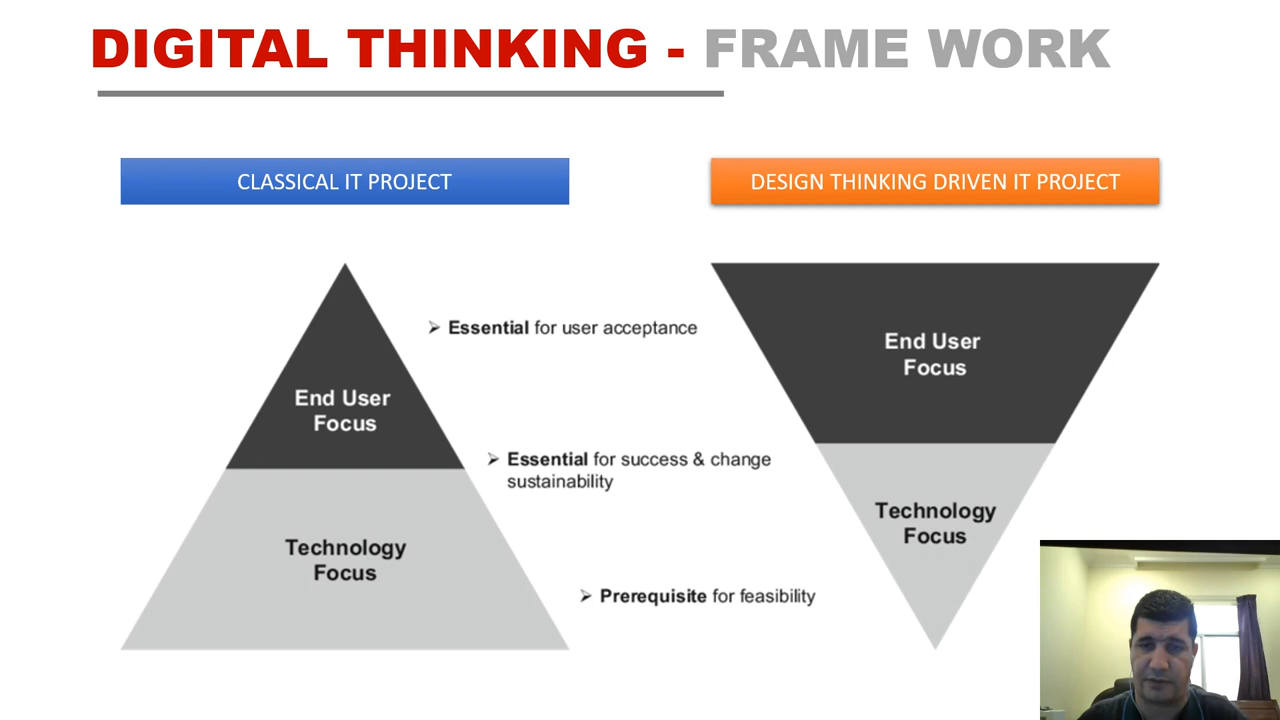 DIGITAL THINKING - FRAME WORK
CLASSICAL IT PROJECT
DESIGN THINKING DRIVEN IT PROJECT
End User
Focus
Technology
Focus
➢ Essential for user acceptance
➢ Essential for success & change
sustainability
➢ Prerequisite for feasibility
End User
Focus
Technology
Focus